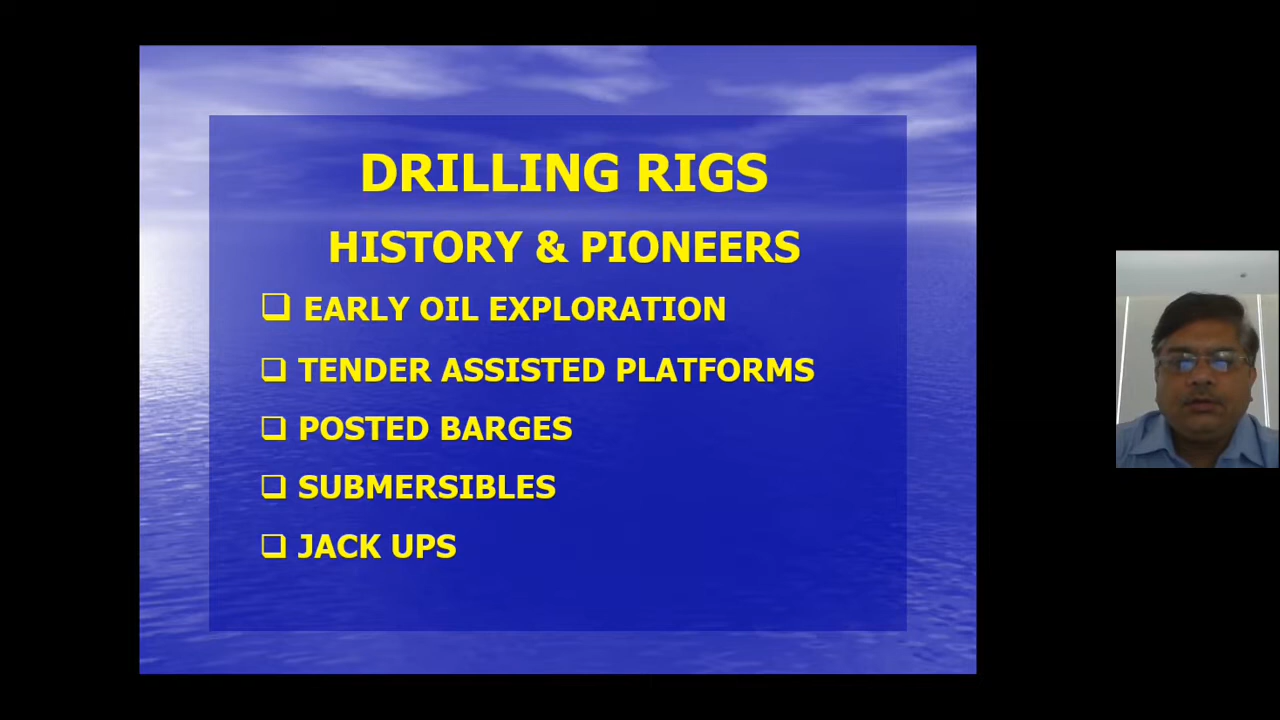 DRILLING RIGS
HISTORY & PIONEERS
❑ EARLY OIL EXPLORATION
❑ TENDER ASSISTED PLATFORMS
❑ POSTED BARGES
❑ SUBMERSIBLES
❑ JACK UPS